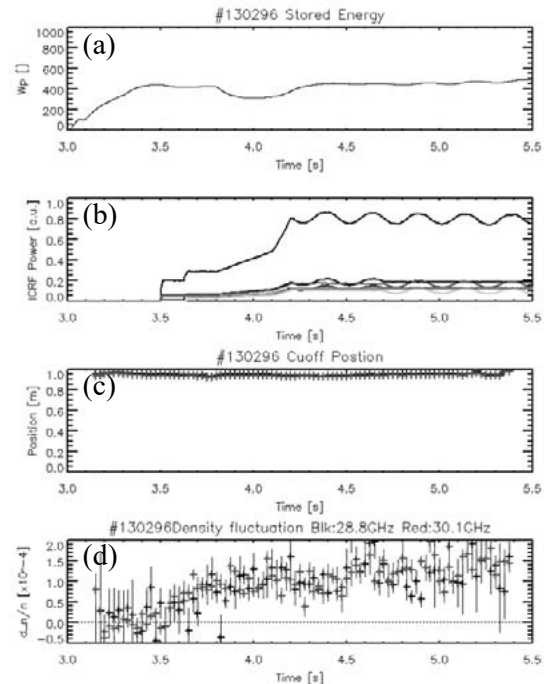 #130296 Stored Energy
(a)
Wp []
1000
800
600
400
200
0
3.0 3.5 4.0 4.5 5.0 5.5
Time [s]
(b)
ICRF Power [a.u.]
1.0
0.8
0.6
0.4
0.2
0.0
3.0 3.5 4.0 4.5 5.0 5.5
Time [s]
#130296 Cuoff Postion
(c)
Position [m]
1.0
0.8
0.6
0.4
0.2
0.0
3.0 3.5 4.0 4.5 5.0 5.5
Time [s]
#130296Density fluctuation Blk:28.8GHz Red:30.1GHz
(d)
d_n/n [x10^-4]
2.0
1.5
1.0
0.5
0.0
-0.5
3.0 3.5 4.0 4.5 5.0 5.5
Time [s]